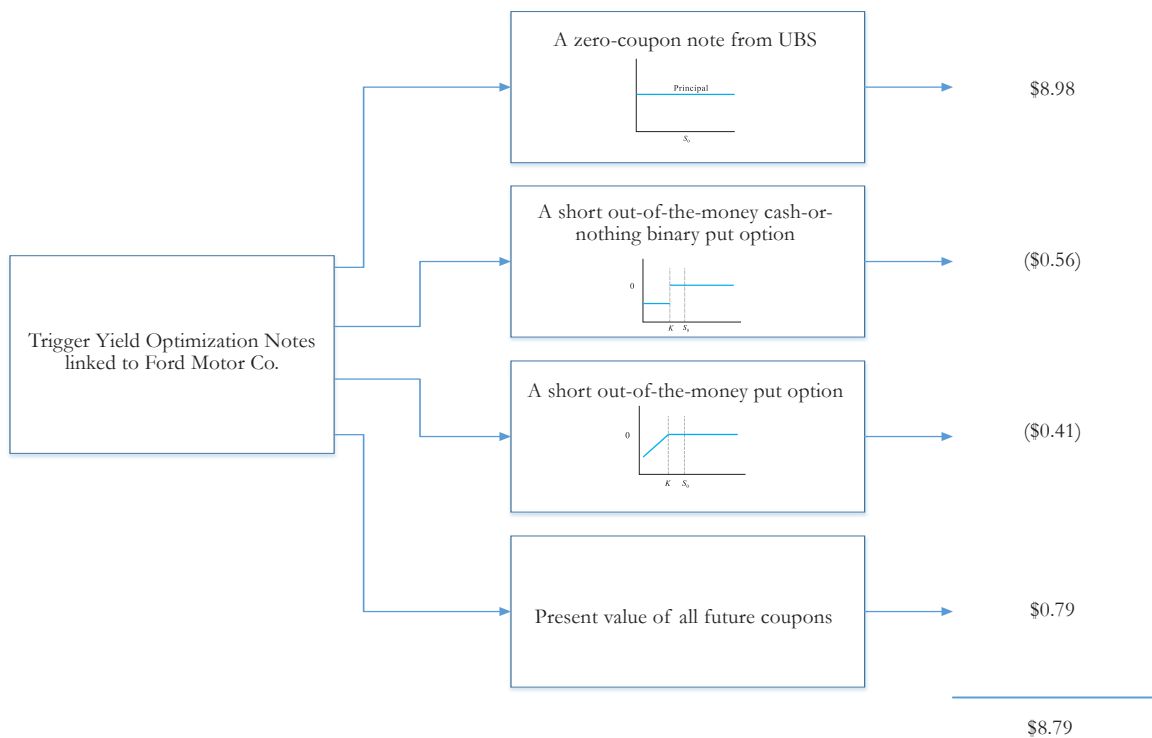 A zero-coupon note from UBS
Principal
S0
$8.98
A short out-of-the-money cash-or-
nothing binary put option
0
K S0
($0.56)
Trigger Yield Optimization Notes
linked to Ford Motor Co.
A short out-of-the-money put option
0
K S0
($0.41)
Present value of all future coupons
$0.79
$8.79